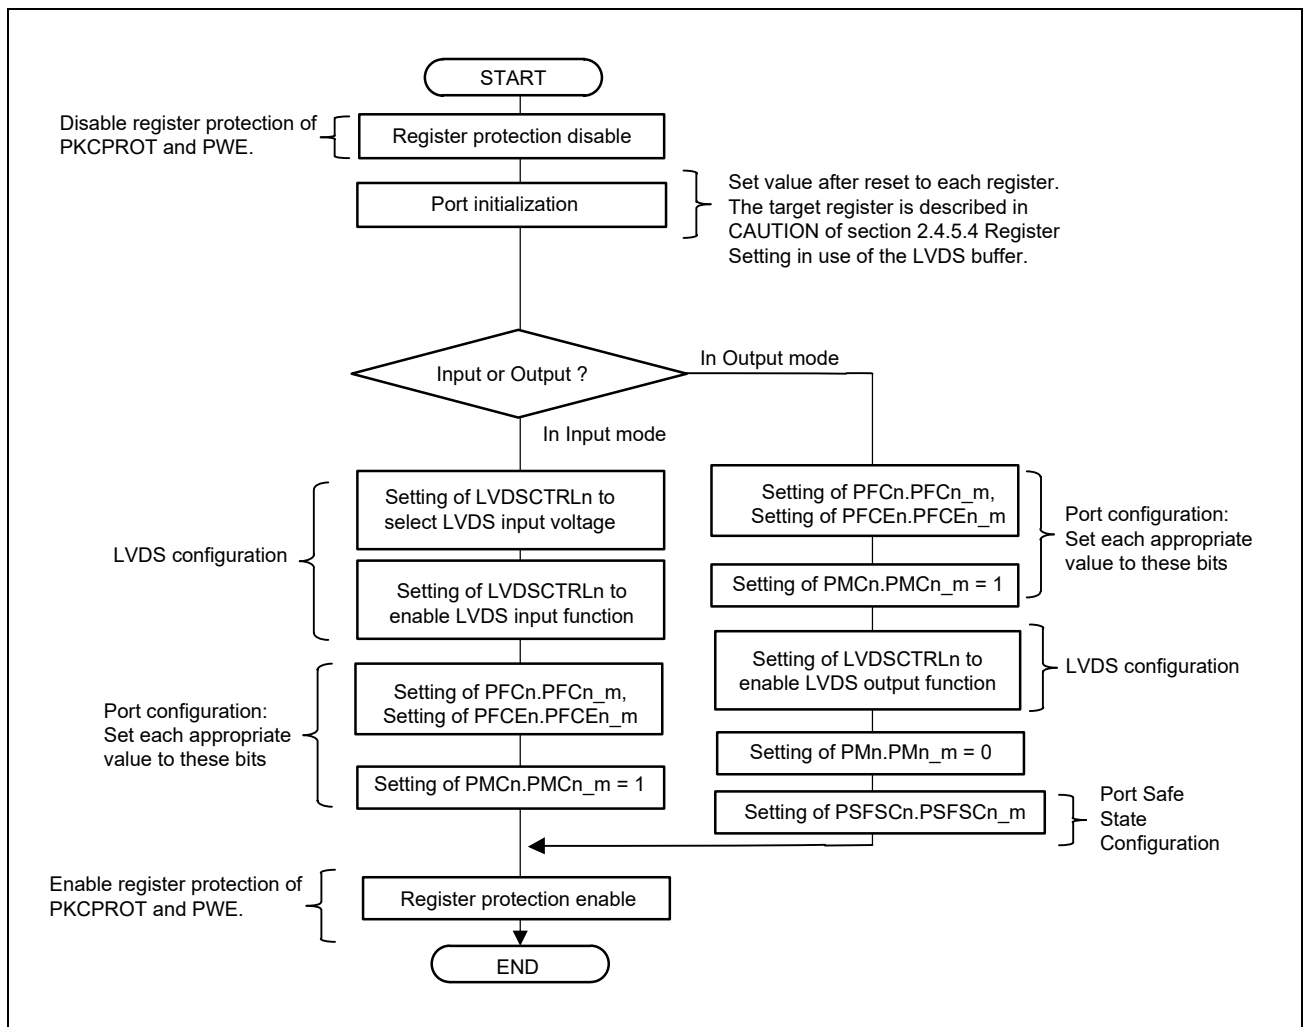 START
Disable register protection of
PKCPROT and PWE.
Register protection disable
Port initialization
Set value after reset to each register.
The target register is described in
CAUTION of section 2.4.5.4 Register
Setting in use of the LVDS buffer.
Input or Output ?
In Output mode
In Input mode
LVDS configuration
Setting of LVDSCTRLn to
select LVDS input voltage
Setting of LVDSCTRLn to
enable LVDS input function
Port configuration:
Set each appropriate
value to these bits
Setting of PFCn.PFCn_m,
Setting of PFCEn.PFCEn_m
Setting of PMCn.PMCn_m = 1
Setting of PFCn.PFCn_m,
Setting of PFCEn.PFCEn_m
Setting of PMCn.PMCn_m = 1
Port configuration:
Set each appropriate
value to these bits
Setting of LVDSCTRLn to
enable LVDS output function
LVDS configuration
Setting of PMn.PMn_m = 0
Setting of PSFSCn.PSFSCn_m
Port Safe
State
Configuration
Enable register protection of
PKCPROT and PWE.
Register protection enable
END